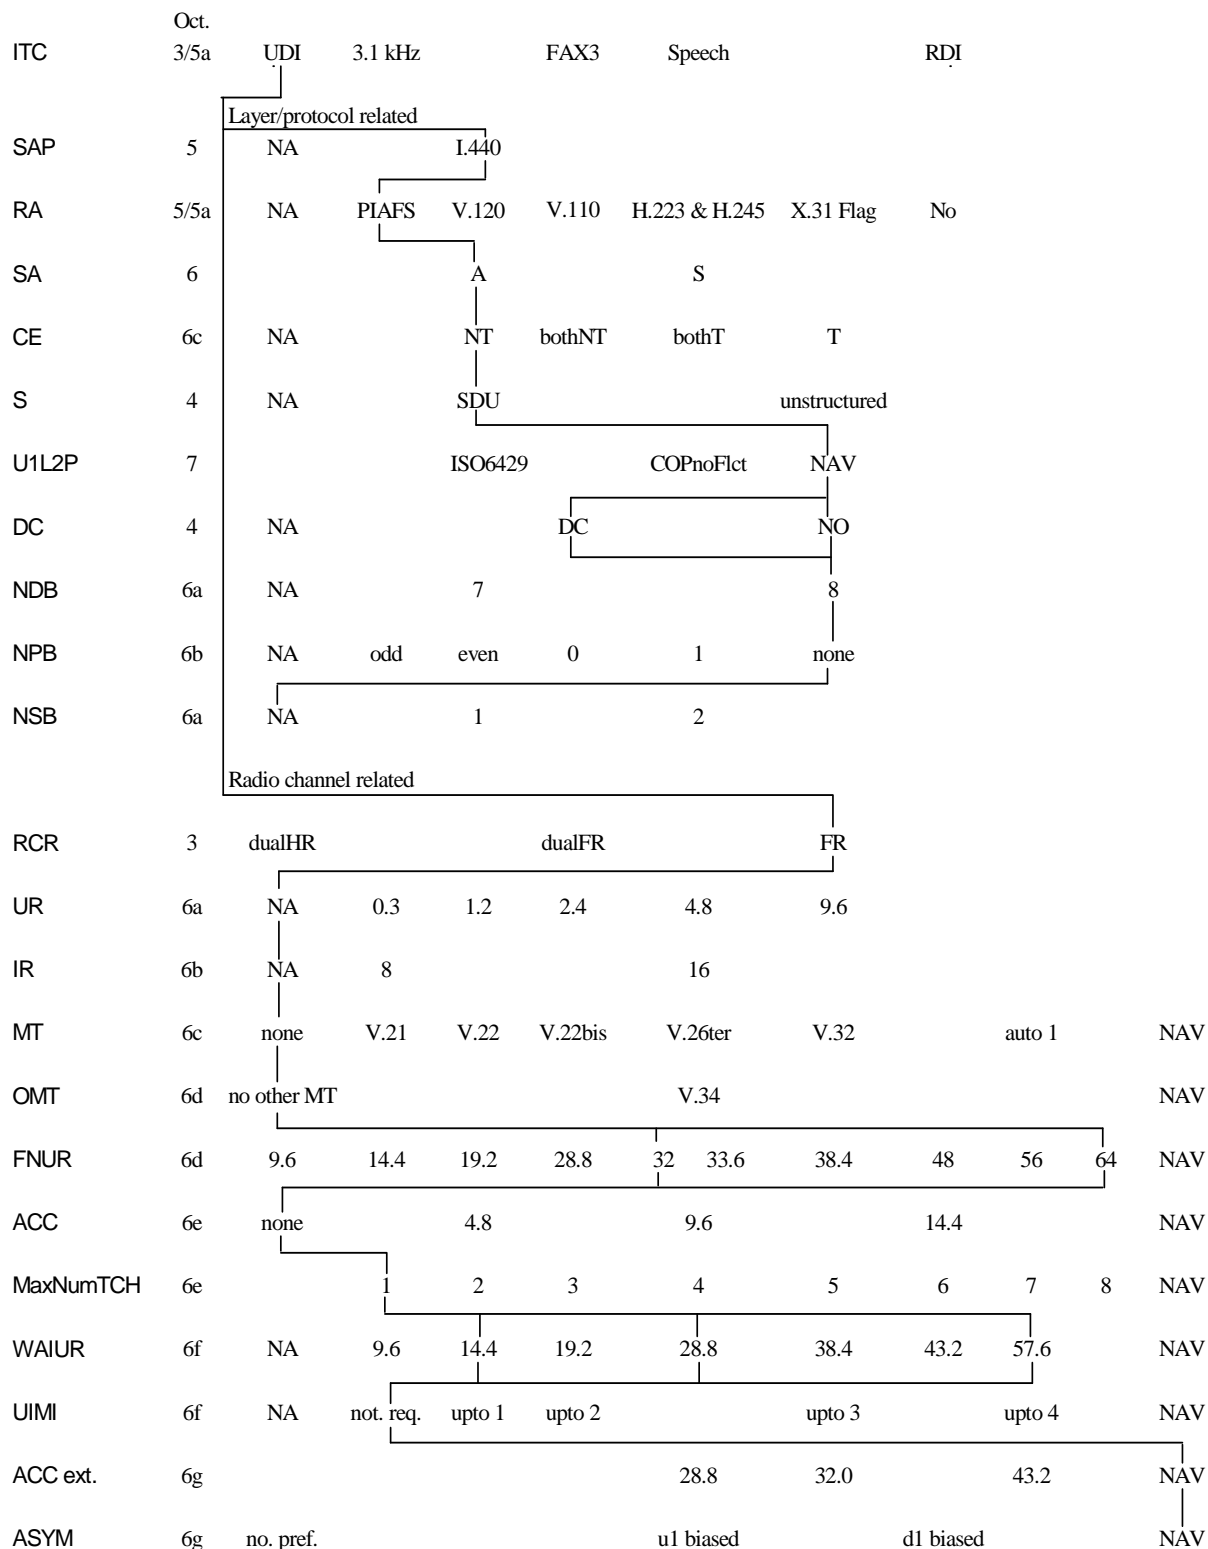 Oct.
ITC 3/5a UDI 3.1 kHz FAX3 Speech RDI
Layer/protocol related
SAP 5 NA I.440
RA 5/5a NA PIAFS V.120 V.110 H.223 & H.245 X.31 Flag No
SA 6 A S
CE 6c NA NT bothNT bothT T
S 4 NA SDU unstructured
U1L2P 7 ISO6429 COPnoFlct NAV
DC 4 NA DC NO
NDB 6a NA 7 8
NPB 6b NA odd even 0 1 none
NSB 6a NA 1 2
Radio channel related
RCR 3 dualHR dualFR FR
UR 6a NA 0.3 1.2 2.4 4.8 9.6
IR 6b NA 8 16
MT 6c none V.21 V.22 V.22bis V.26ter V.32 auto 1 NAV
OMT 6d no other MT V.34 NAV
FNUR 6d 9.6 14.4 19.2 28.8 32 33.6 38.4 48 56 64 NAV
ACC 6e none 4.8 9.6 14.4 NAV
MaxNumTCH 6e 1 2 3 4 5 6 7 8 NAV
WAIUR 6f NA 9.6 14.4 19.2 28.8 38.4 43.2 57.6 NAV
UIMI 6f NA not. req. upto 1 upto 2 upto 3 upto 4 NAV
ACC ext. 6g 28.8 32.0 43.2 NAV
ASYM 6g no. pref. u1 biased d1 biased NAV